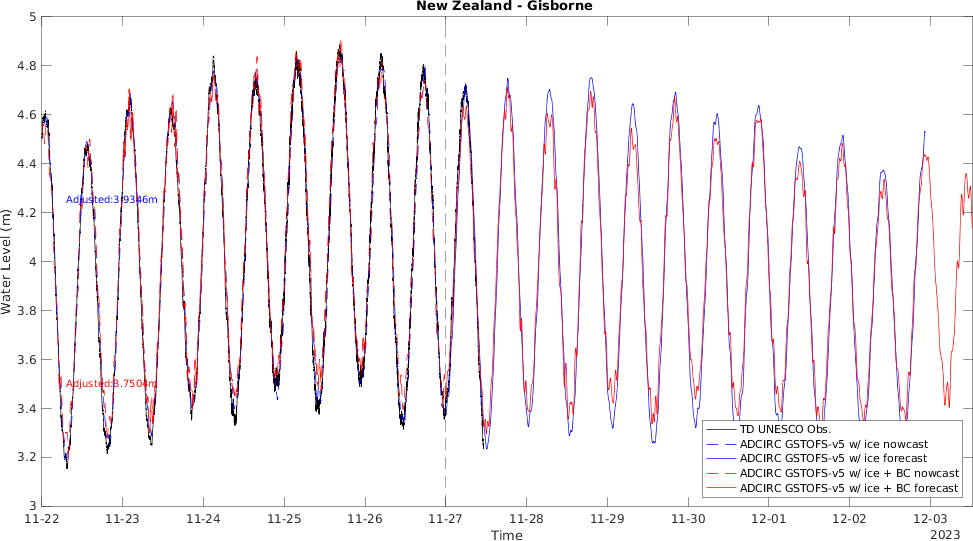 New Zealand - Gisborne
5
4.8
4.6
4.4
4.2
4
3.8
3.6
3.4
3.2
3
Water Level (m)
Adjusted:3.9346m
Adjusted:3.7504m
TD UNESCO Obs.
ADCIRC GSTOFS-v5 w/ ice nowcast
ADCIRC GSTOFS-v5 w/ ice forecast
ADCIRC GSTOFS-v5 w/ ice + BC nowcast
ADCIRC GSTOFS-v5 w/ ice + BC forecast
11-22 11-23 11-24 11-25 11-26 11-27 11-28 11-29 11-30 12-01 12-02 12-03
Time
2023